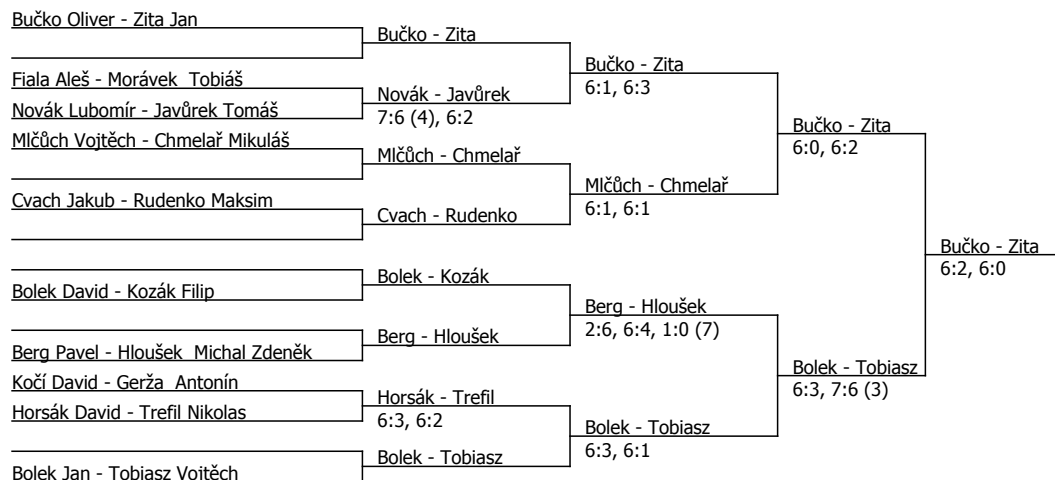 Bučko Oliver - Zita Jan
Bučko - Zita
Bučko - Zita
6:1, 6:3
Fiala Aleš - Morávek  Tobiáš
Novák - Javůrek
7:6 (4), 6:2
Novák Lubomír - Javůrek Tomáš
Bučko - Zita
6:0, 6:2
Mlčůch Vojtěch - Chmelař Mikuláš
Mlčůch - Chmelař
Mlčůch - Chmelař
6:1, 6:1
Cvach Jakub - Rudenko Maksim
Cvach - Rudenko
Bučko - Zita
6:2, 6:0
Bolek - Kozák
Bolek David - Kozák Filip
Berg - Hloušek
2:6, 6:4, 1:0 (7)
Berg - Hloušek
Berg Pavel - Hloušek  Michal Zdeněk
Bolek - Tobiasz
6:3, 7:6 (3)
Kočí David - Gerža  Antonín
Horsák - Trefil
6:3, 6:2
Horsák David - Trefil Nikolas
Bolek - Tobiasz
6:3, 6:1
Bolek - Tobiasz
Bolek Jan - Tobiasz Vojtěch